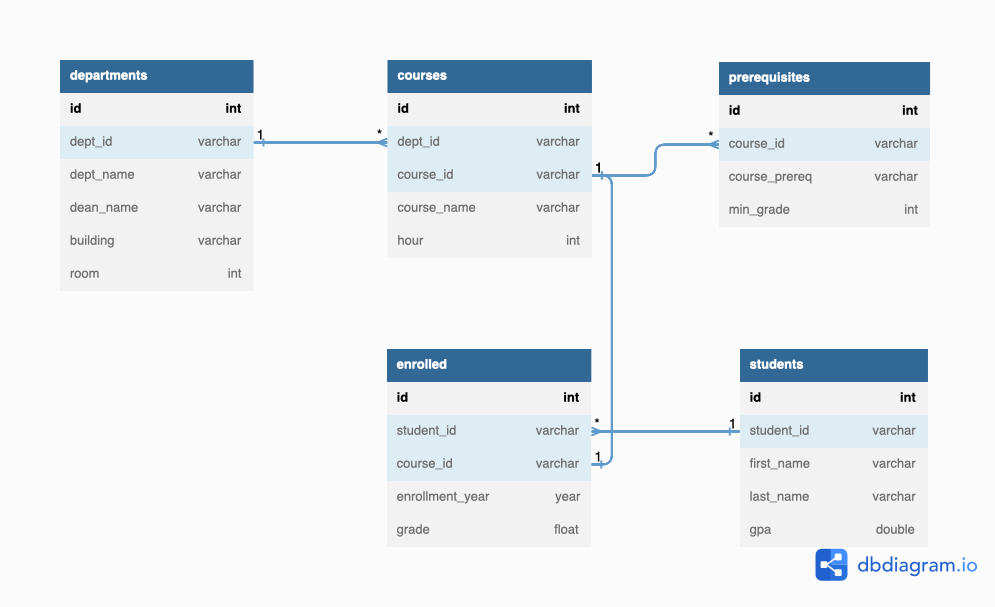 departments
id int
dept_id varchar
dept_name varchar
dean_name varchar
building varchar
room int
1 *
courses
id int
dept_id varchar
course_id varchar
course_name varchar
hour int
1 *
prerequisites
id int
course_id varchar
course_prereq varchar
min_grade int
enrolled
id int
student_id varchar
course_id varchar
enrollment_year year
grade float
* 1
1
students
id int
student_id varchar
first_name varchar
last_name varchar
gpa double
dbdiagram.io